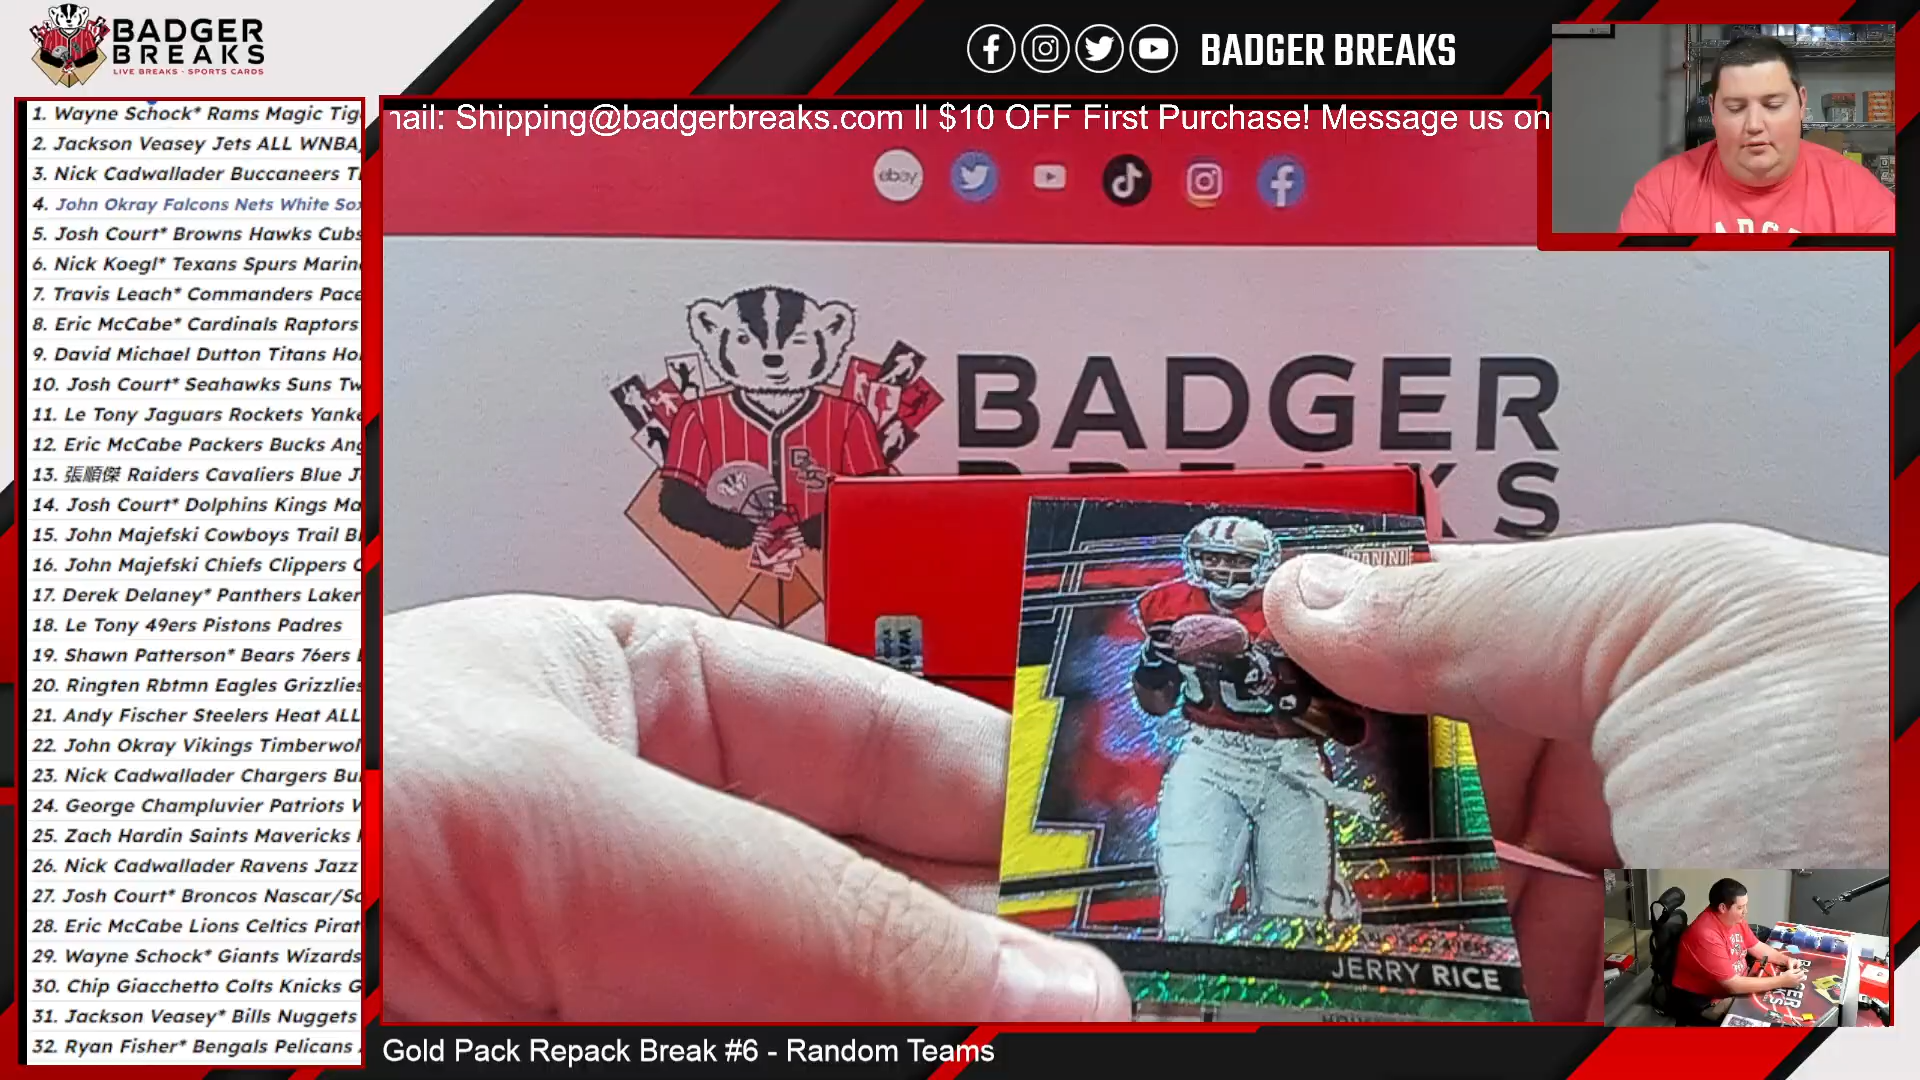 BADGER
BREAKS
LIVE BREAKS - SPORTS CARDS
BADGER BREAKS
1. Wayne Schock* Rams Magic Tig
2. Jackson Veasey Jets ALL WNBA
3. Nick Cadwallader Buccaneers T
4. John Okray Falcons Nets White Sox
5. Josh Court* Browns Hawks Cubs
6. Nick Koegl* Texans Spurs Marin
7. Travis Leach* Commanders Pace
8. Eric McCabe* Cardinals Raptors
9. David Michael Dutton Titans Ho
10. Josh Court* Seahawks Suns Tw
11. Le Tony Jaguars Rockets Yanke
12. Eric McCabe Packers Bucks Ang
13. 張順傑 Raiders Cavaliers Blue J
14. Josh Court* Dolphins Kings Ma
15. John Majefski Cowboys Trail Bl
16. John Majefski Chiefs Clippers
17. Derek Delaney* Panthers Laker
18. Le Tony 49ers Pistons Padres
19. Shawn Patterson* Bears 76ers
20. Ringten Rbtmn Eagles Grizzlies
21. Andy Fischer Steelers Heat ALL
22. John Okray Vikings Timberwol
23. Nick Cadwallader Chargers Bu
24. George Champluvier Patriots
25. Zach Hardin Saints Mavericks
26. Nick Cadwallader Ravens Jazz
27. Josh Court* Broncos Nascar/So
28. Eric McCabe Lions Celtics Pirat
29. Wayne Schock* Giants Wizards
30. Chip Giacchetto Colts Knicks G
31. Jackson Veasey* Bills Nuggets
32. Ryan Fisher* Bengals Pelicans
nail: Shipping@badgerbreaks.com ll $10 OFF First Purchase! Message us on
ebay
BADGER
BREAKS
PANINI
JERRY RICE
Gold Pack Repack Break #6 - Random Teams